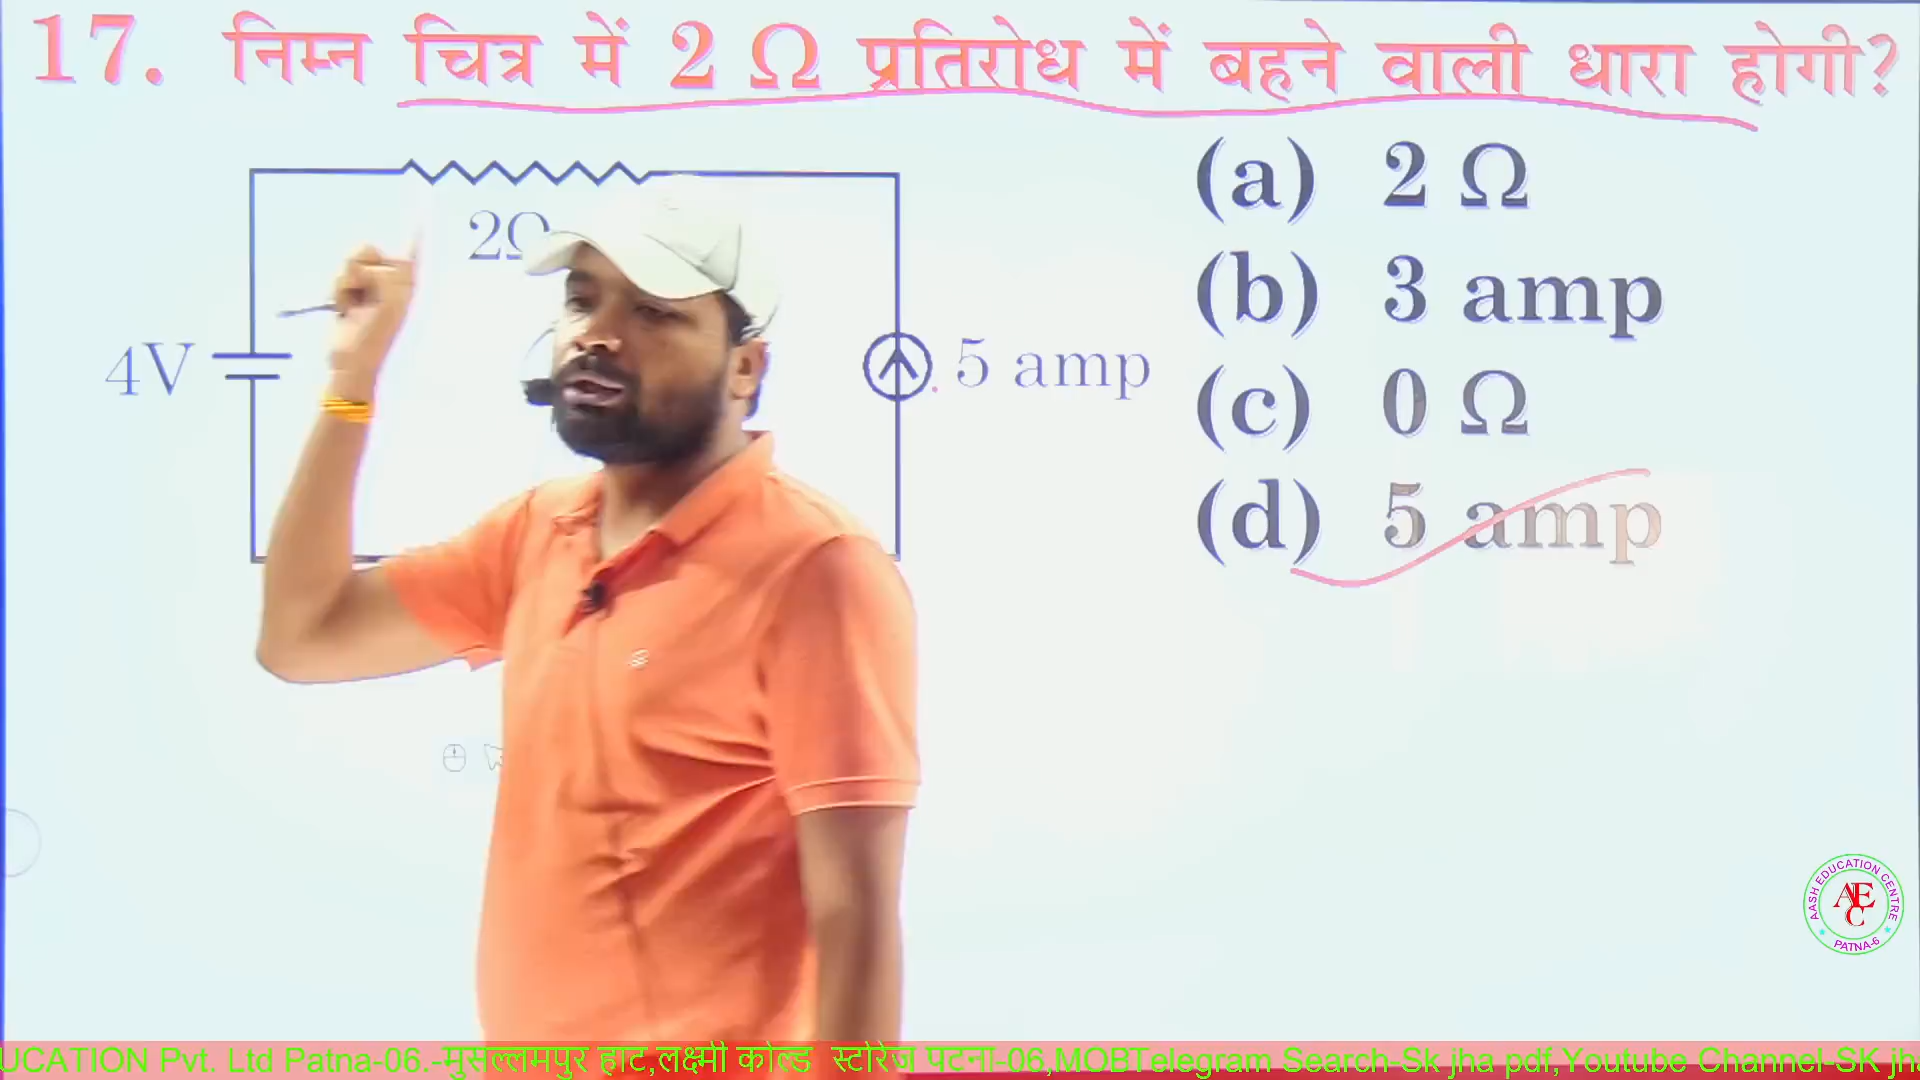 17. निम्न चित्र में 2 Ω प्रतिरोध में बहने वाली धारा होगी?
(a) 2 Ω
(b) 3 amp
(c) 0 Ω
(d) 5 amp
2Ω
4V
5 amp
AASH EDUCATION CENTRE
AEC
PATNA-6
UCATION Pvt. Ltd Patna-06.-मुसल्लमपुर हाट,लक्ष्मी कोल्ड स्टोरेज पटना-06,MOBTelegram Search-Sk jha pdf,Youtube Channel-SK jh